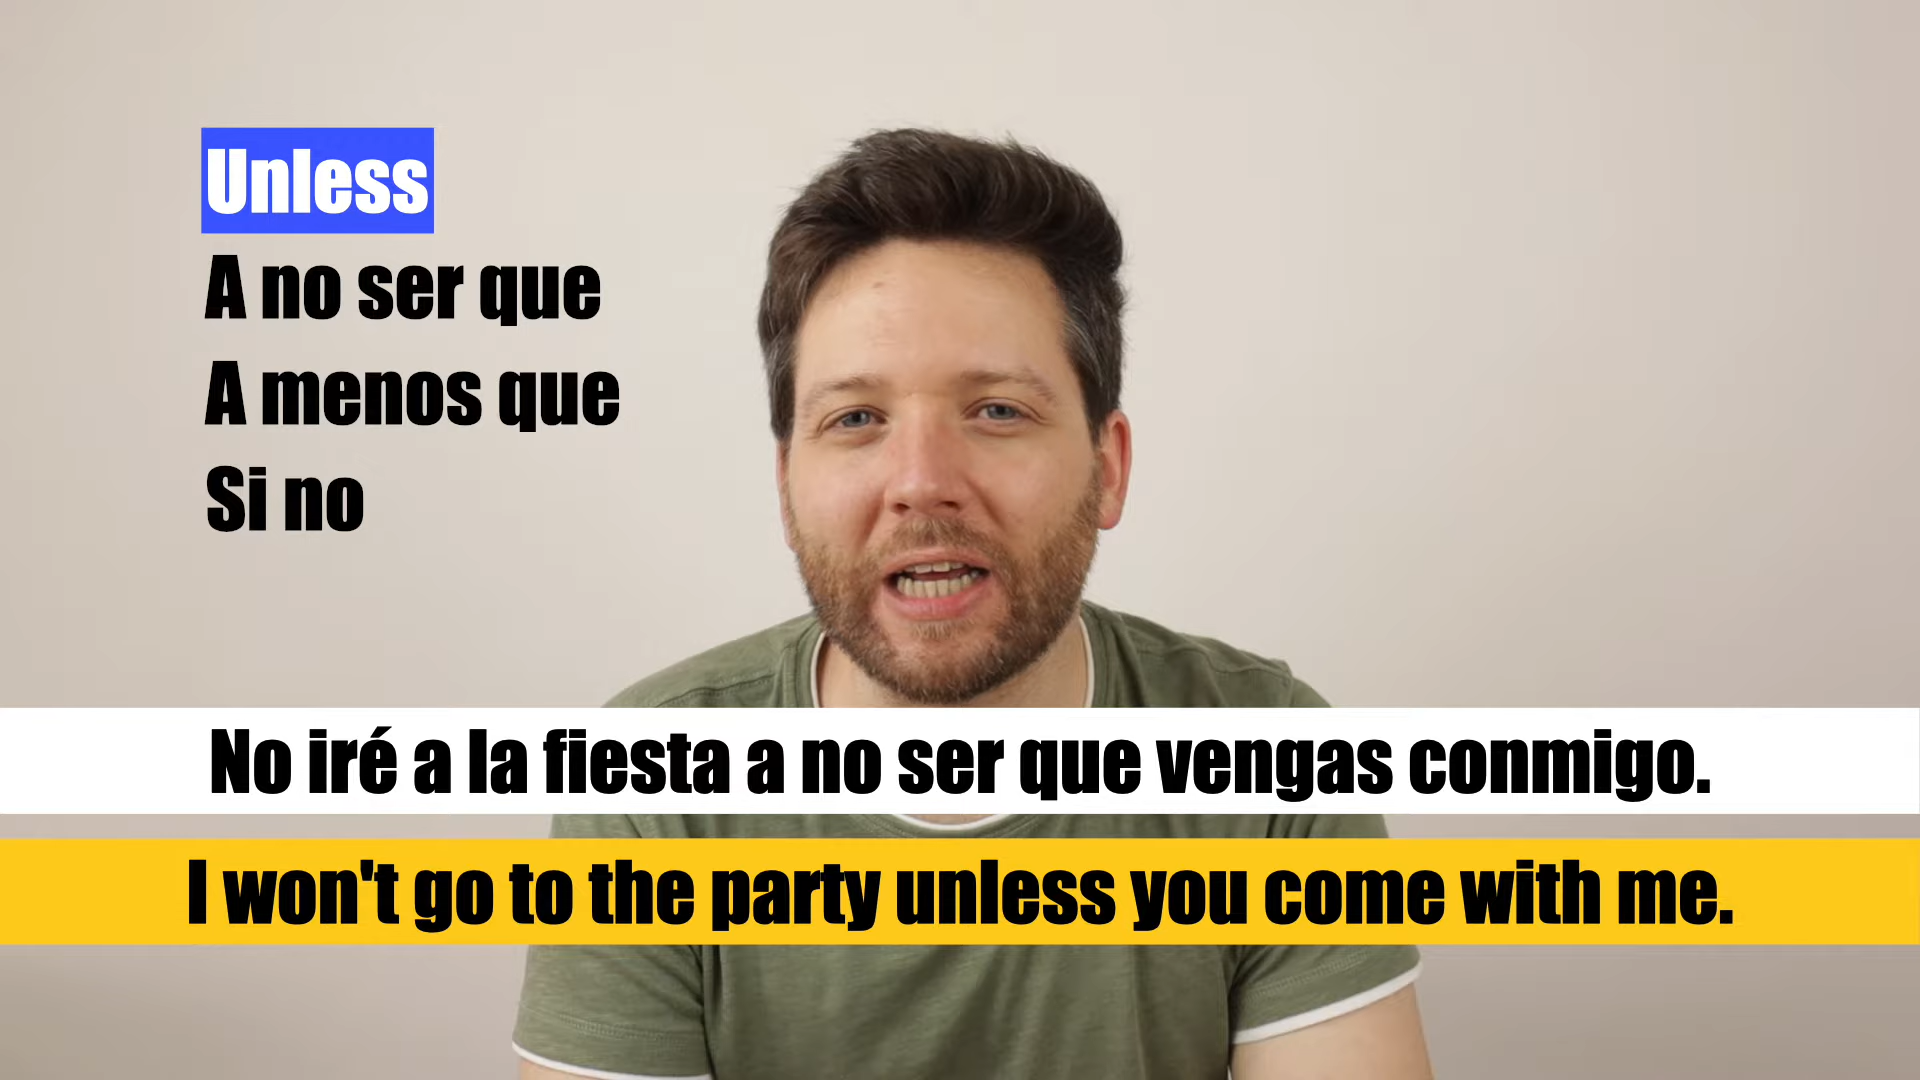 Unless
A no ser que
A menos que
Si no
No iré a la fiesta a no ser que vengas conmigo.
I won't go to the party unless you come with me.